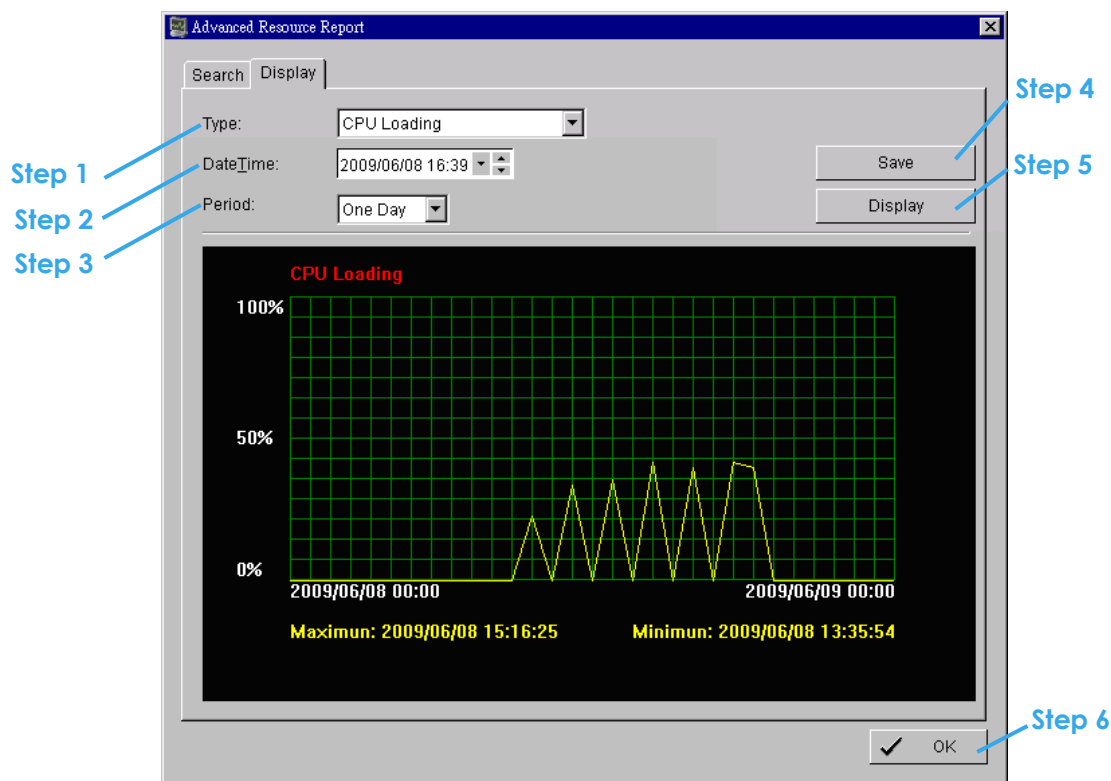 Advanced Resource Report
Search Display
Step 4
Type: CPU Loading
Step 1
DateTime: 2009/06/08 16:39
Save
Step 5
Step 2
Period: One Day
Display
Step 3
CPU Loading
100%
50%
0%
2009/06/08 00:00 2009/06/09 00:00
Maximun: 2009/06/08 15:16:25 Minimun: 2009/06/08 13:35:54
Step 6
OK